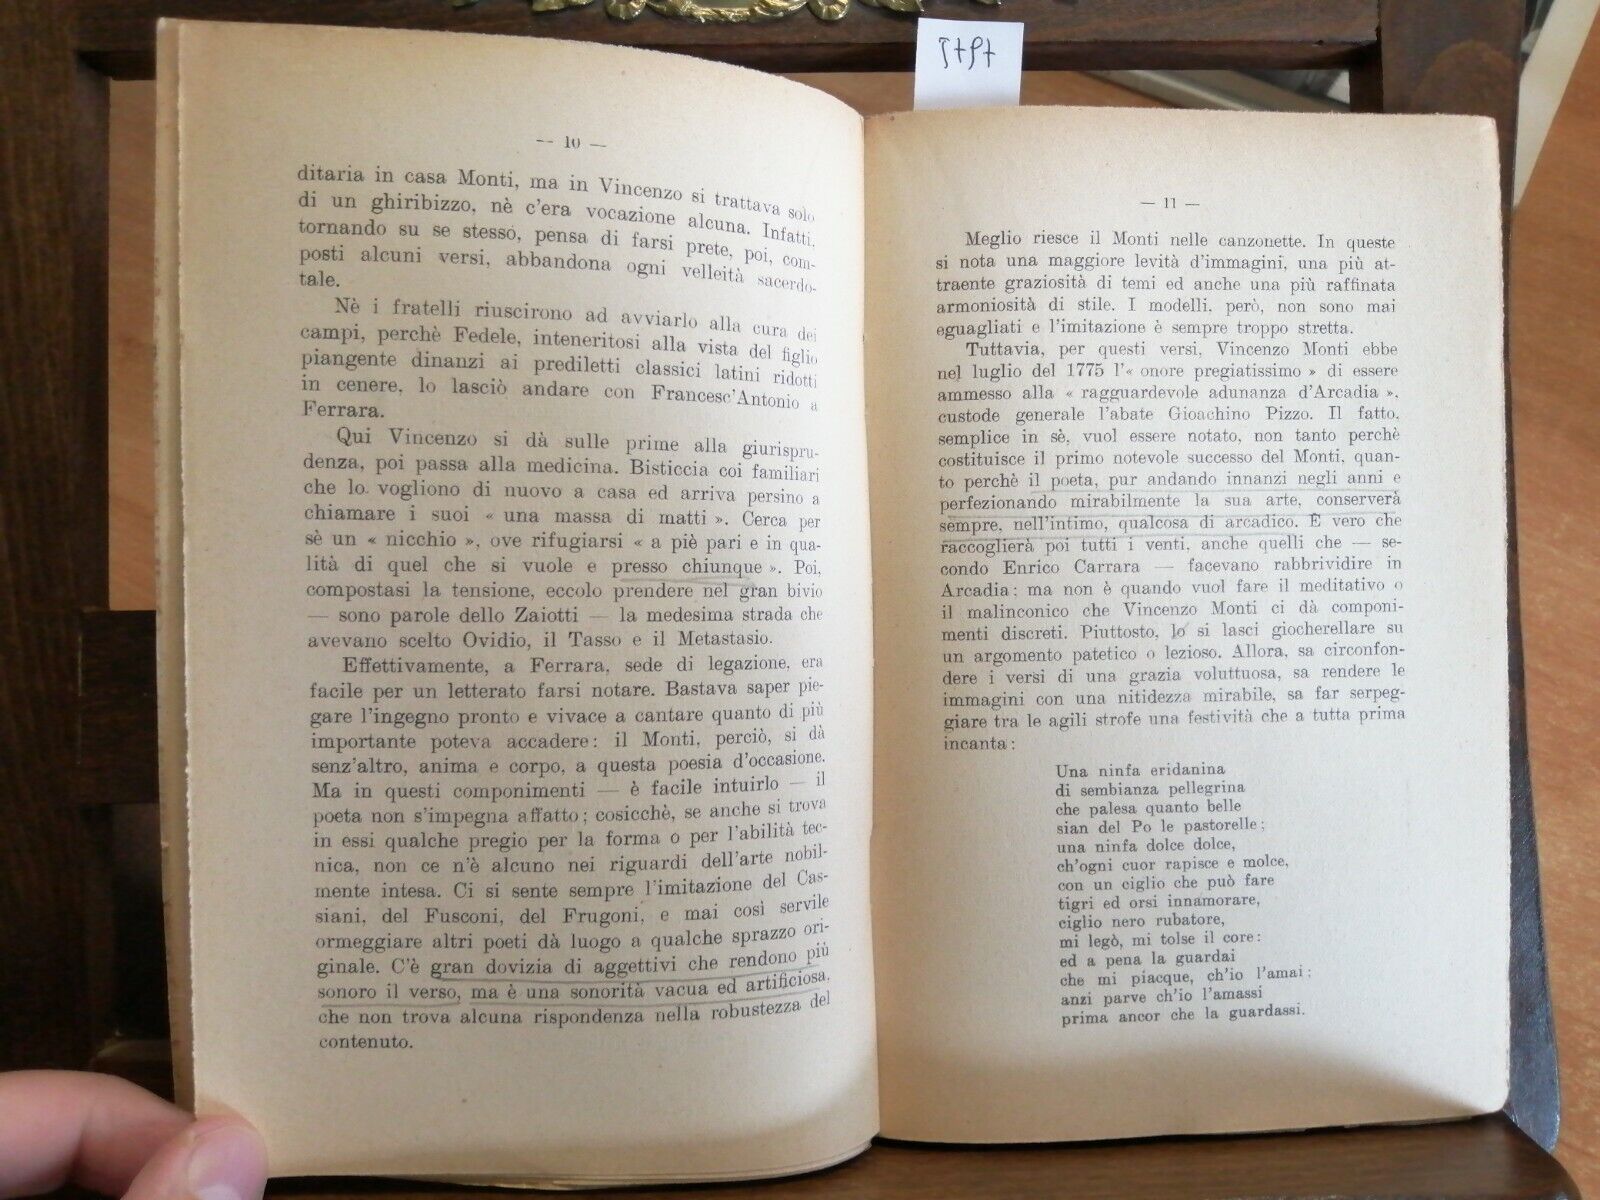 — 10 —
ditaria in casa Monti, ma in Vincenzo si trattava solo
di un ghiribizzo, nè c'era vocazione alcuna. Infatti,
tornando su se stesso, pensa di farsi prete, poi, com-
posti alcuni versi, abbandona ogni velleità sacerdo-
tale.
Nè i fratelli riuscirono ad avviarlo alla cura dei
campi, perchè Fedele, inteneritosi alla vista del figlio
piangente dinanzi ai prediletti classici latini ridotti
in cenere, lo lasciò andare con Francesc'Antonio a
Ferrara.
Qui Vincenzo si dà sulle prime alla giurispru-
denza, poi passa alla medicina. Bisticcia coi familiari
che lo vogliono di nuovo a casa ed arriva persino a
chiamare i suoi « una massa di matti ». Cerca per
sè un « nicchio », ove rifugiarsi « a piè pari e in qua-
lità di quel che si vuole e presso chiunque ». Poi,
compostasi la tensione, eccolo prendere nel gran bivio
— sono parole dello Zaiotti — la medesima strada che
avevano scelto Ovidio, il Tasso e il Metastasio.
Effettivamente, a Ferrara, sede di legazione, era
facile per un letterato farsi notare. Bastava saper pie-
gare l'ingegno pronto e vivace a cantare quanto di più
importante poteva accadere: il Monti, perciò, si dà
senz'altro, anima e corpo, a questa poesia d'occasione.
Ma in questi componimenti — è facile intuirlo — il
poeta non s'impegna affatto; cosicchè, se anche si trova
in essi qualche pregio per la forma o per l'abilità tec-
nica, non ce n'è alcuno nei riguardi dell'arte nobil-
mente intesa. Ci si sente sempre l'imitazione del Cas-
siani, del Fusconi, del Frugoni, e mai così servile
ormeggiare altri poeti dà luogo a qualche sprazzo ori-
ginale. C'è gran dovizia di aggettivi che rendono più
sonoro il verso, ma è una sonorità vacua ed artificiosa,
che non trova alcuna rispondenza nella robustezza del
contenuto.
— 11 —
Meglio riesce il Monti nelle canzonette. In queste
si nota una maggiore levità d'immagini, una più at-
traente graziosità di temi ed anche una più raffinata
armoniosità di stile. I modelli, però, non sono mai
eguagliati e l'imitazione è sempre troppo stretta.
Tuttavia, per questi versi, Vincenzo Monti ebbe
nel luglio del 1775 l'« onore pregiatissimo » di essere
ammesso alla « ragguardevole adunanza d'Arcadia »,
custode generale l'abate Gioachino Pizzo. Il fatto,
semplice in sè, vuol essere notato, non tanto perchè
costituisce il primo notevole successo del Monti, quan-
to perchè il poeta, pur andando innanzi negli anni e
perfezionando mirabilmente la sua arte, conserverà
sempre, nell'intimo, qualcosa di arcadico. È vero che
raccoglierà poi tutti i venti, anche quelli che — se-
condo Enrico Carrara — facevano rabbrividire in
Arcadia: ma non è quando vuol fare il meditativo o
il malinconico che Vincenzo Monti ci dà componi-
menti discreti. Piuttosto, lo si lasci giocherellare su
un argomento patetico o lezioso. Allora, sa circonfon-
dere i versi di una grazia voluttuosa, sa rendere le
immagini con una nitidezza mirabile, sa far serpeg-
giare tra le agili strofe una festività che a tutta prima
incanta:
Una ninfa eridanina
di sembianza pellegrina
che palesa quanto belle
sian del Po le pastorelle;
una ninfa dolce dolce,
ch'ogni cuor rapisce e molce,
con un ciglio che può fare
tigri ed orsi innamorare,
ciglio nero rubatore,
mi legò, mi tolse il core:
ed a pena la guardai
che mi piacque, ch'io l'amai;
anzi parve ch'io l'amassi
prima ancor che la guardassi.